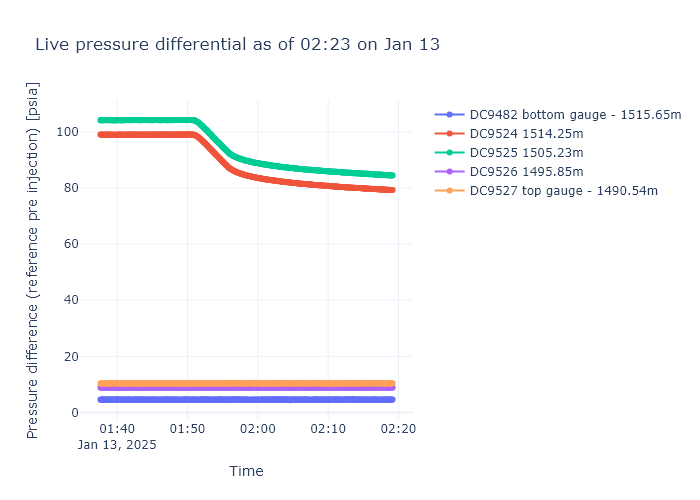 Live pressure differential as of 02:23 on Jan 13
Pressure difference (reference pre injection) [psia]
100
80
60
40
20
0
01:40
01:50
02:00
02:10
02:20
Jan 13, 2025
Time
DC9482 bottom gauge - 1515.65m
DC9524 1514.25m
DC9525 1505.23m
DC9526 1495.85m
DC9527 top gauge - 1490.54m